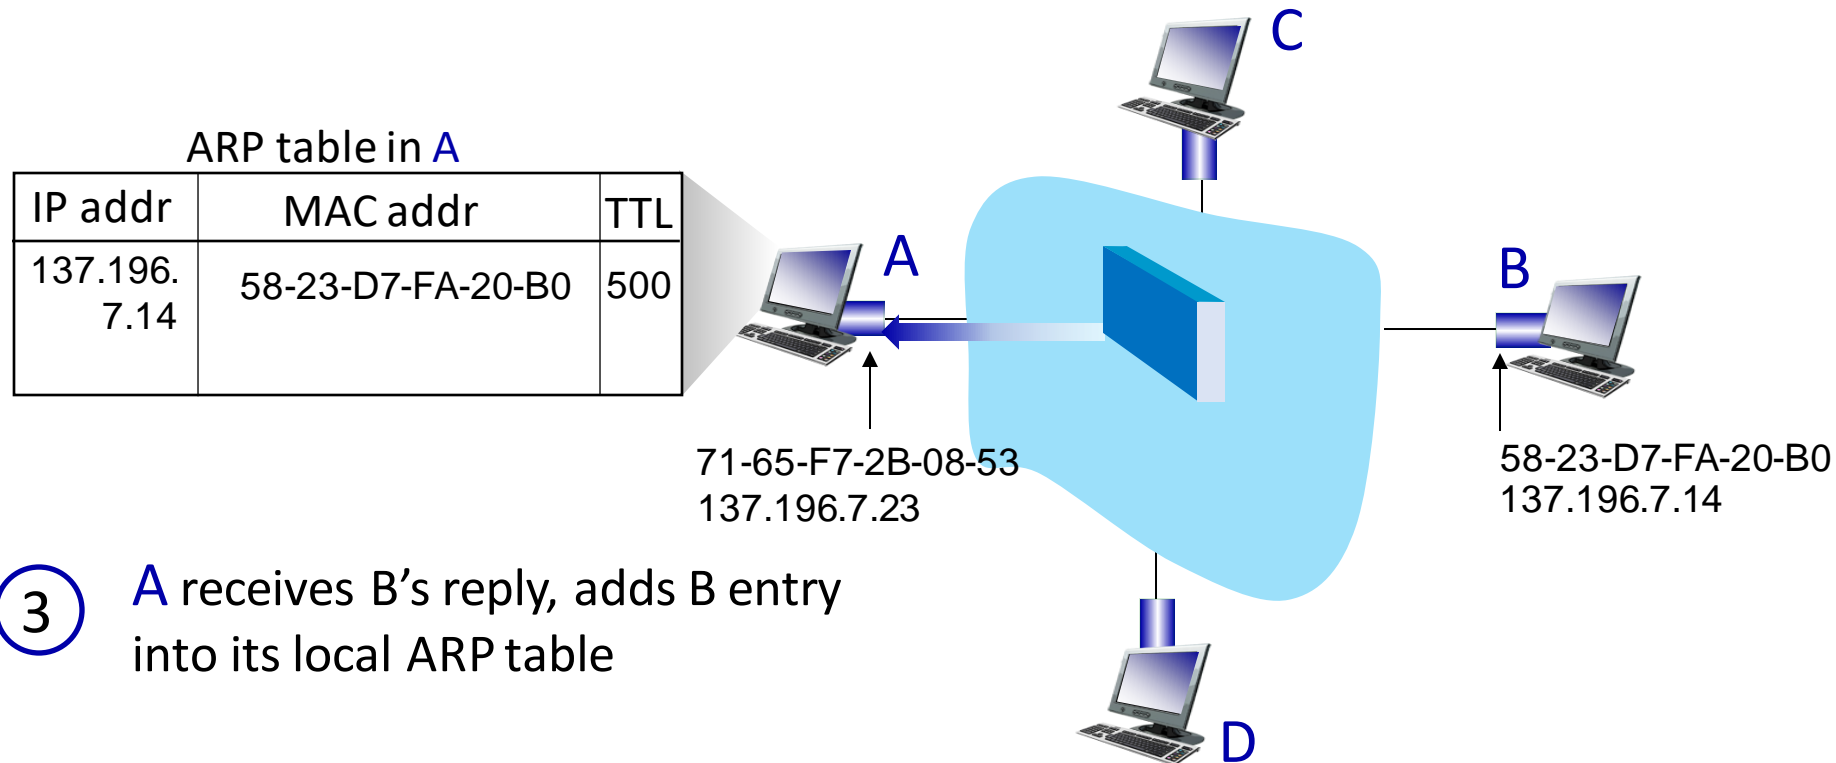 C
ARP table in A
IP addr MAC addr TTL
137.196. 58-23-D7-FA-20-B0 500
7.14
A
B
71-65-F7-2B-08-53
137.196.7.23
58-23-D7-FA-20-B0
137.196.7.14
3 A receives B’s reply, adds B entry
into its local ARP table
D